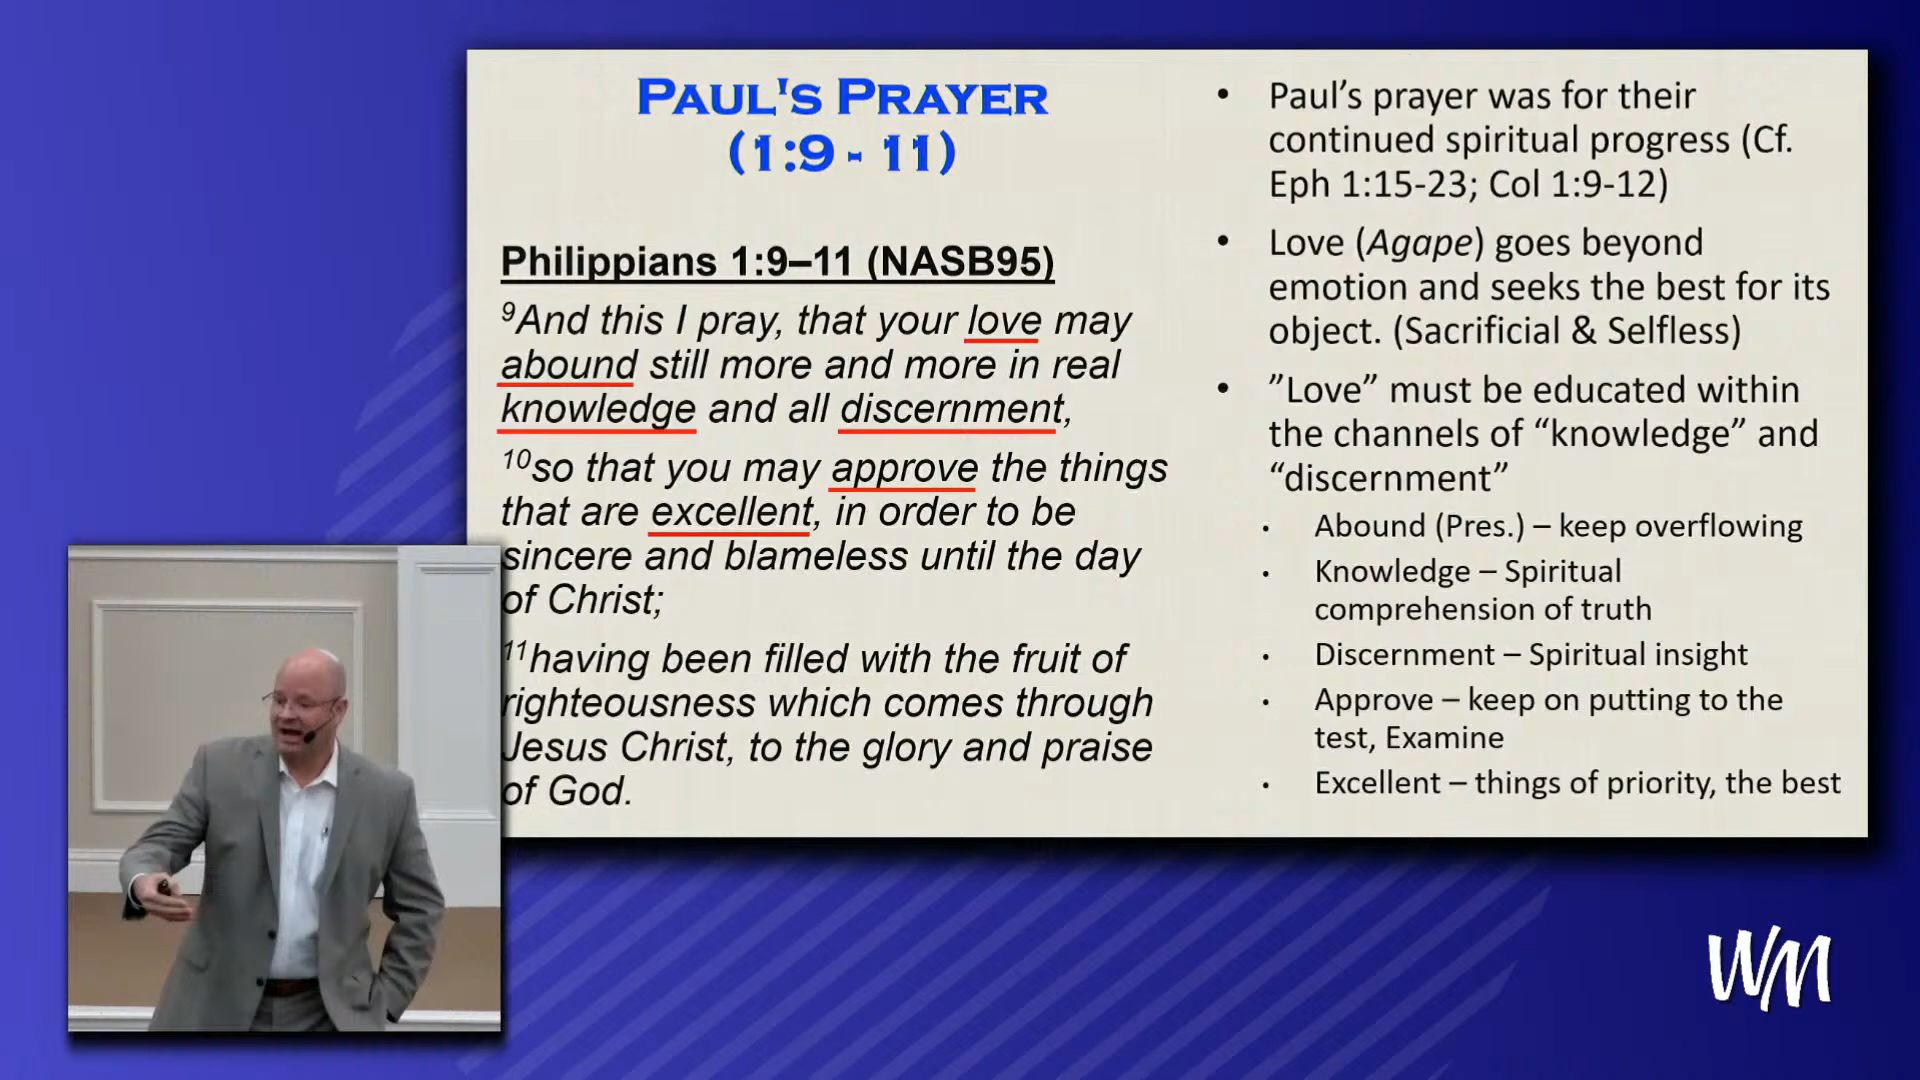 PAUL'S PRAYER
(1:9 - 11)
Philippians 1:9–11 (NASB95)
9And this I pray, that your love may
abound still more and more in real
knowledge and all discernment,
10so that you may approve the things
that are excellent, in order to be
sincere and blameless until the day
of Christ;
11having been filled with the fruit of
righteousness which comes through
Jesus Christ, to the glory and praise
of God.
• Paul’s prayer was for their
continued spiritual progress (Cf.
Eph 1:15-23; Col 1:9-12)
• Love (Agape) goes beyond
emotion and seeks the best for its
object. (Sacrificial & Selfless)
• ”Love” must be educated within
the channels of “knowledge” and
“discernment”
• Abound (Pres.) – keep overflowing
• Knowledge – Spiritual
comprehension of truth
• Discernment – Spiritual insight
• Approve – keep on putting to the
test, Examine
• Excellent – things of priority, the best
WM